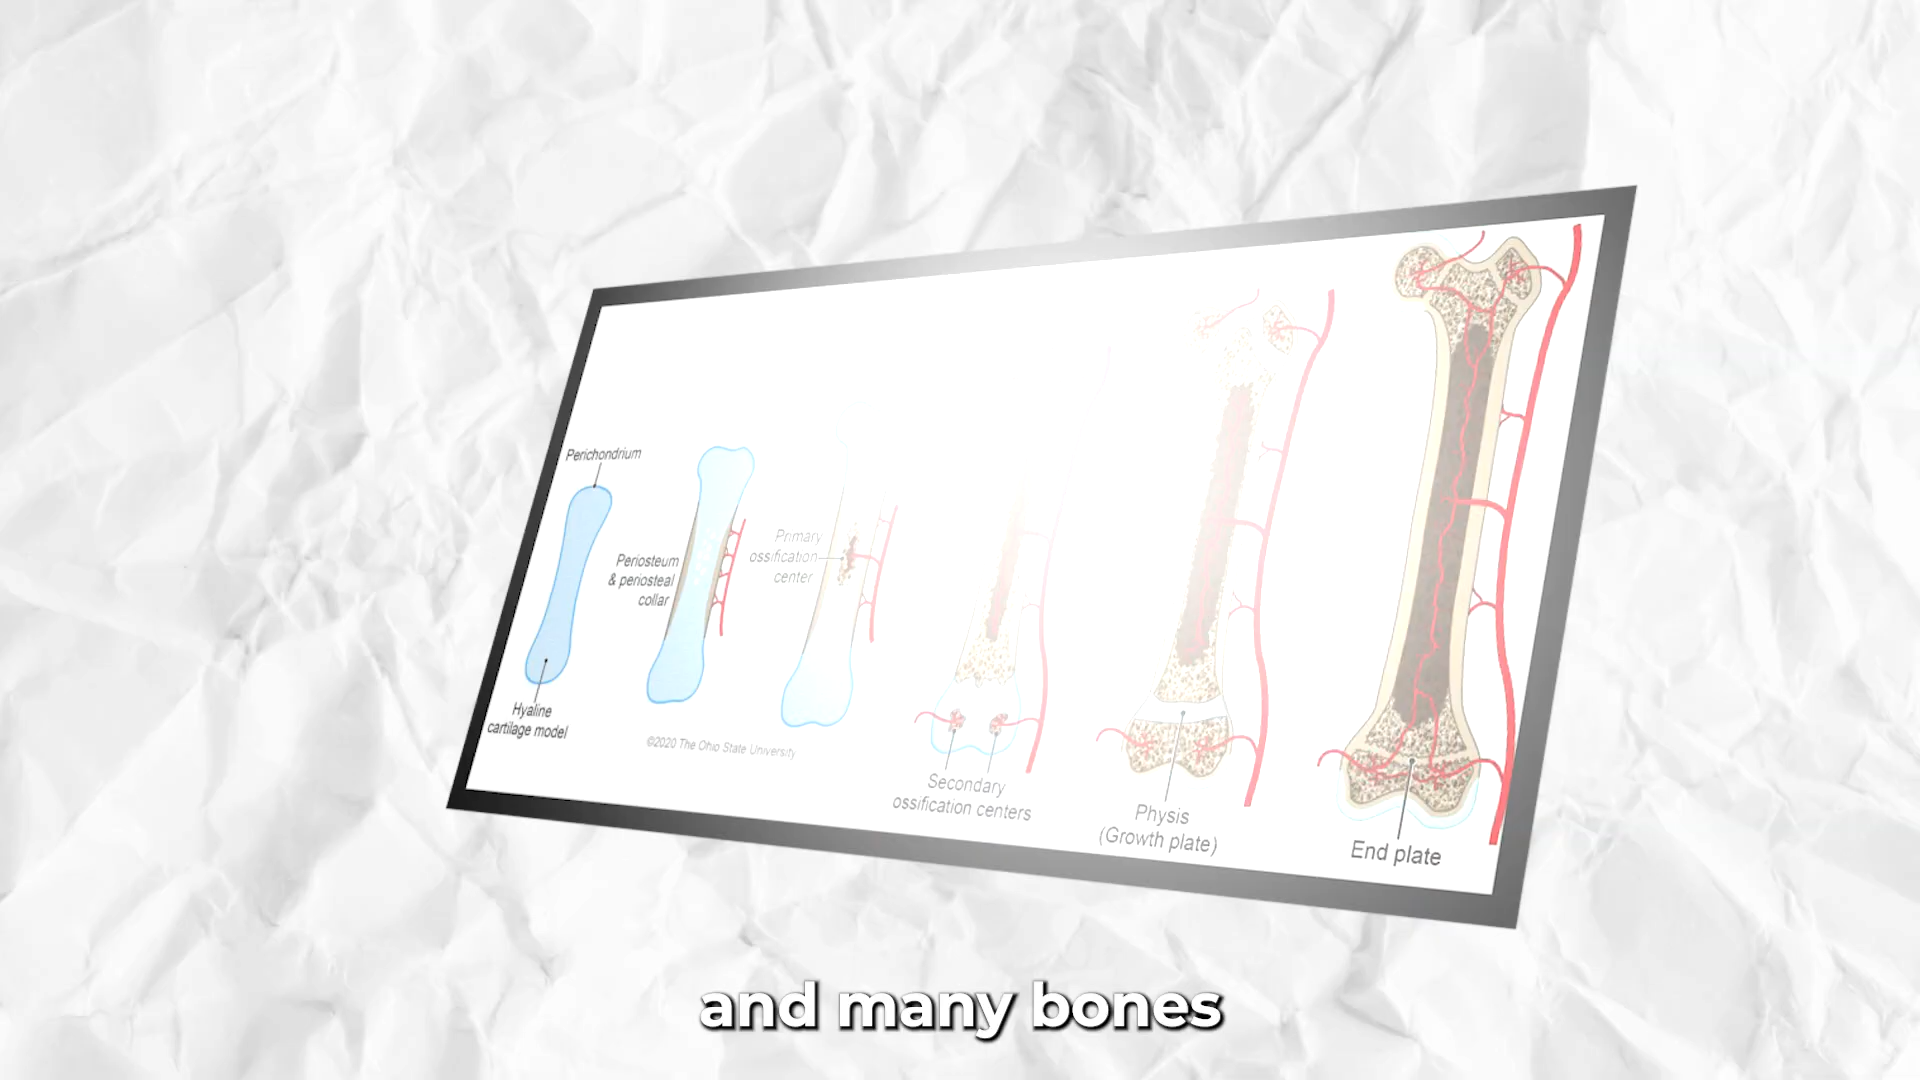 Perichondrium
Hyaline
cartilage model
Periosteum
& periosteal
collar
©2020 The Ohio State University
Primary
ossification
center
Secondary
ossification centers
Physis
(Growth plate)
End plate
and many bones